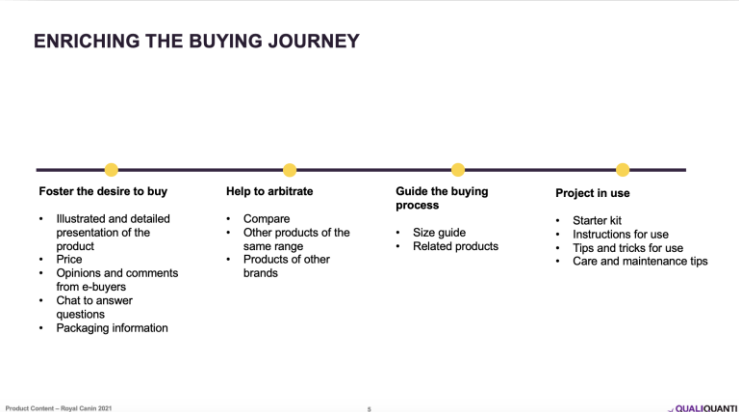 ENRICHING THE BUYING JOURNEY
Foster the desire to buy
• Illustrated and detailed
presentation of the
product
• Price
• Opinions and comments
from e-buyers
• Chat to answer
questions
• Packaging information
Help to arbitrate
• Compare
• Other products of the
same range
• Products of other
brands
Guide the buying
process
• Size guide
• Related products
Project in use
• Starter kit
• Instructions for use
• Tips and tricks for use
• Care and maintenance tips
Product Content – Royal Canin 2021
5
QUALIQUANTI